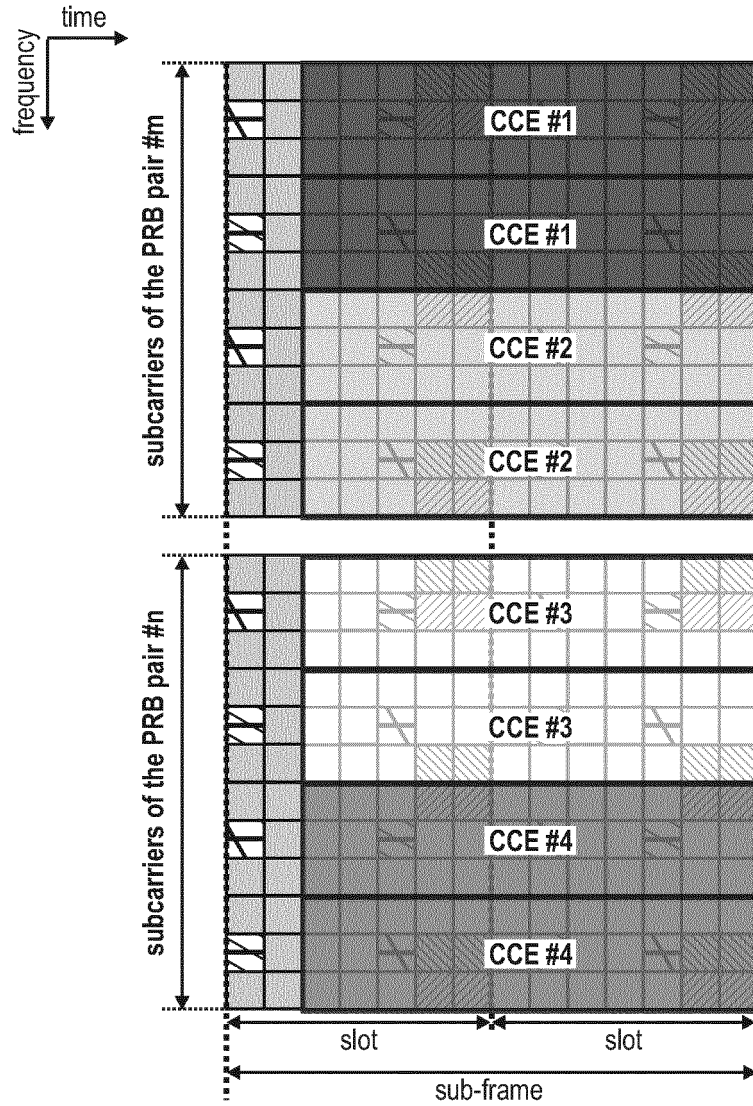 time
frequency
subcarriers of the PRB pair #m
CCE #1
CCE #1
CCE #2
CCE #2
subcarriers of the PRB pair #n
CCE #3
CCE #3
CCE #4
CCE #4
slot
slot
sub-frame